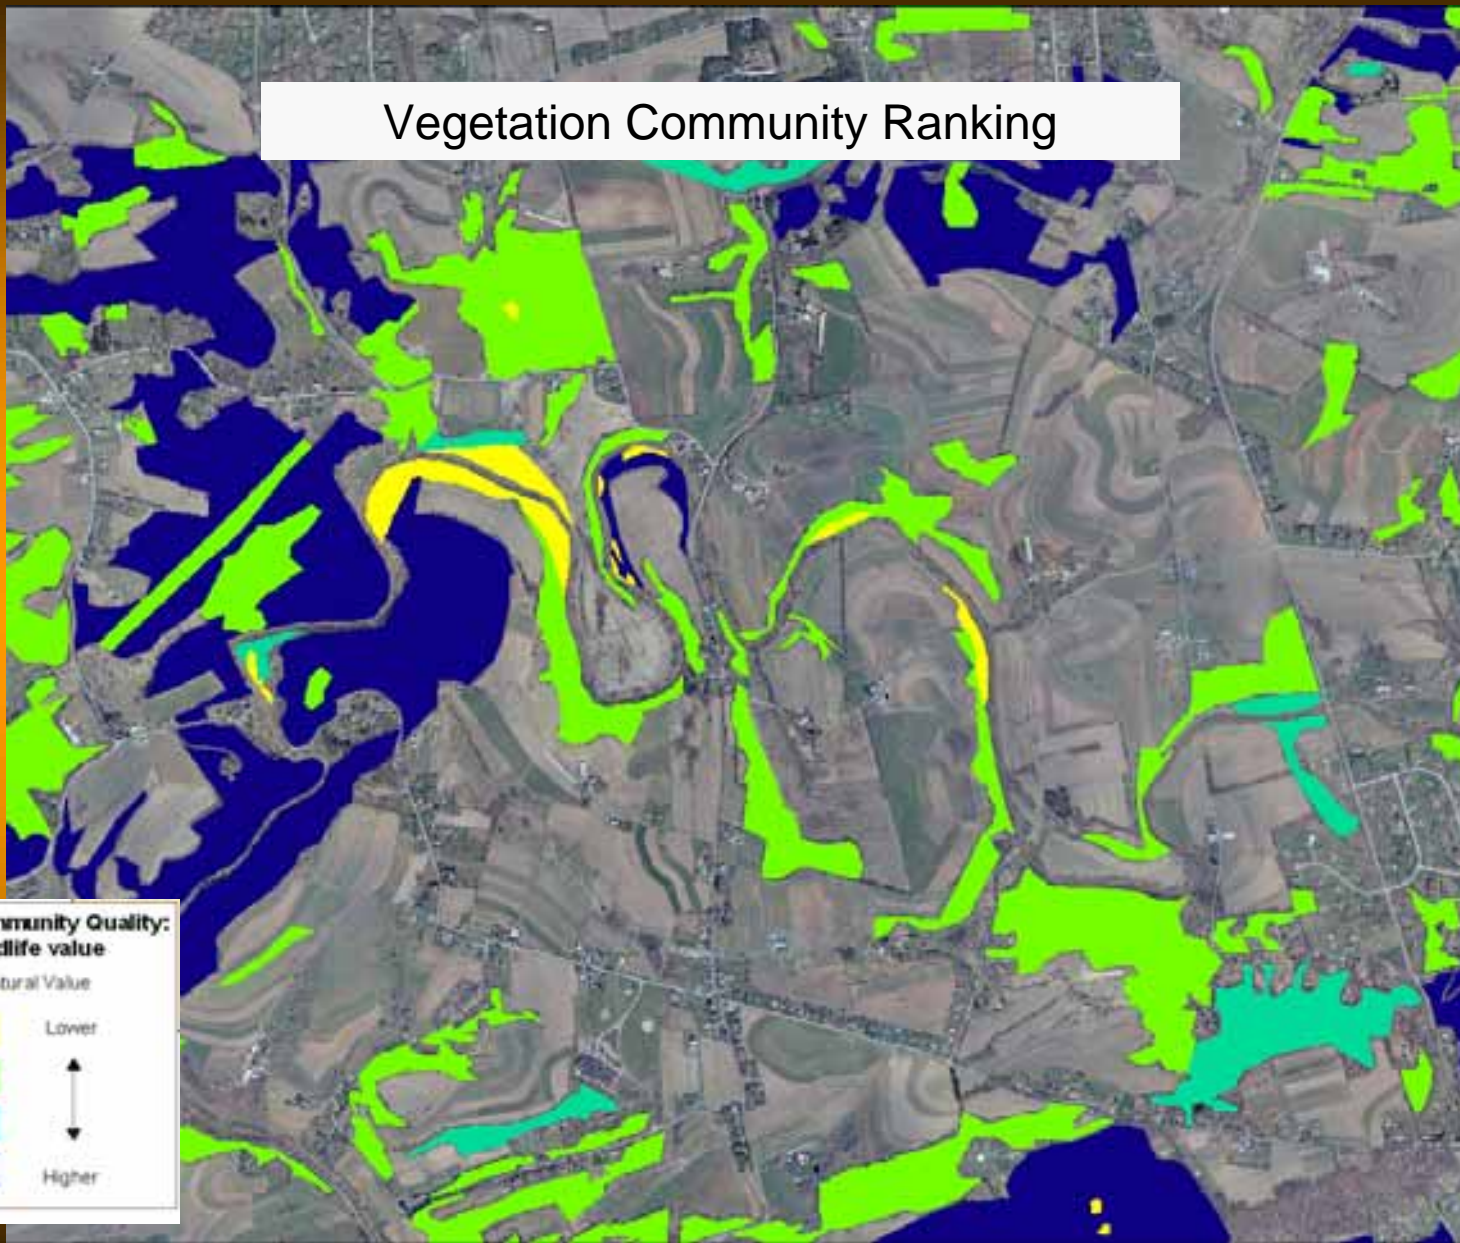 Vegetation Community Ranking
mmunity Quality:
dlife value
tural Value
Lower
Higher